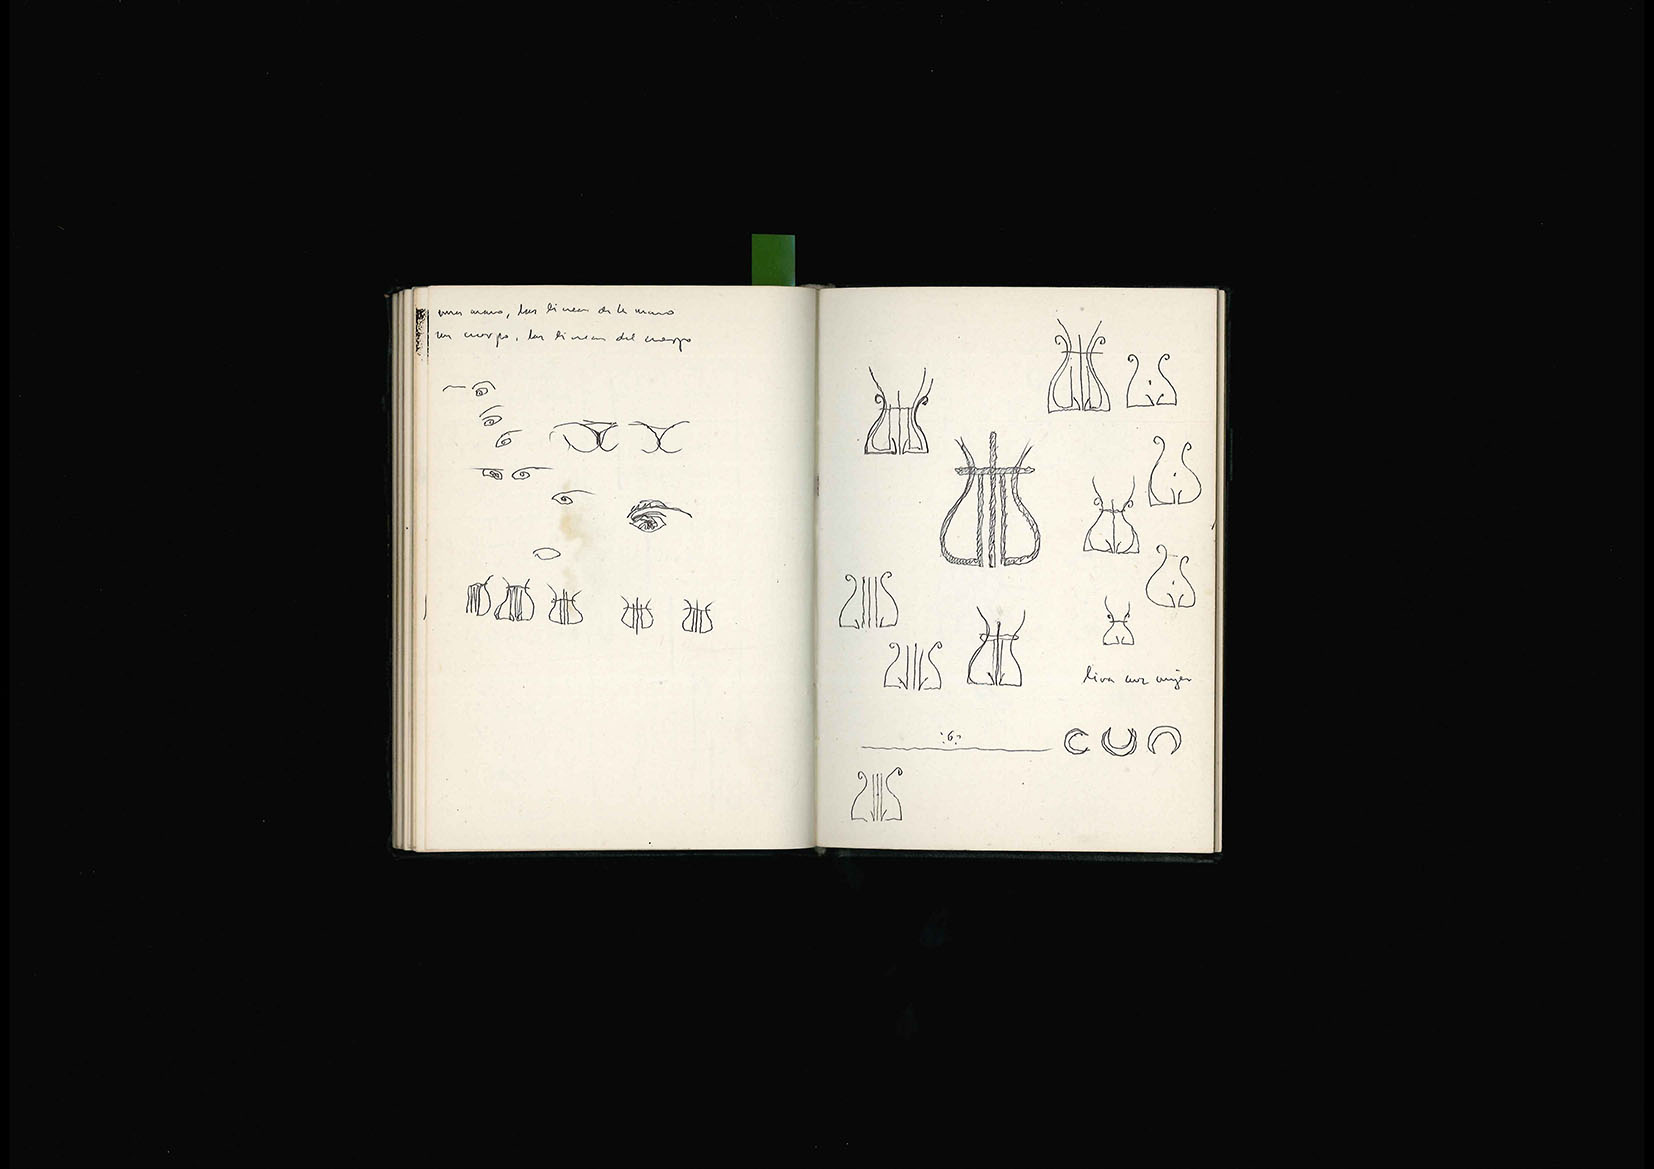 una mano, las lineas de la mano
un cuerpo, las lineas del cuerpo
lira mujer
6